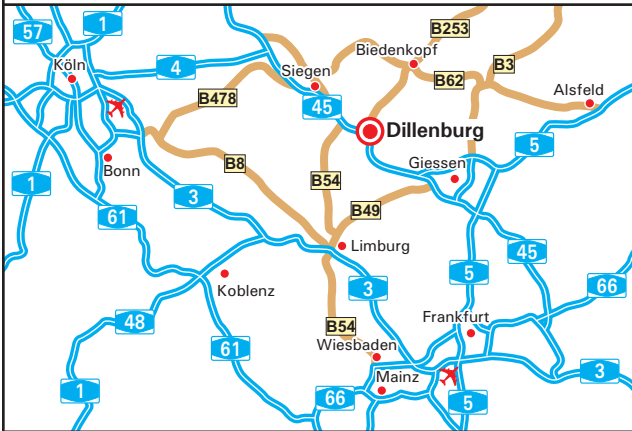 B253
1
57
Biedenkopf
Köln
4
Siegen
B62
B3
Alsfeld
B478
45
Dillenburg
5
Bonn
B8
Giessen
1
B54
3
B49
61
Limburg
45
5
66
Koblenz
3
48
Frankfurt
B54
61
Wiesbaden
3
Mainz
1
66
5